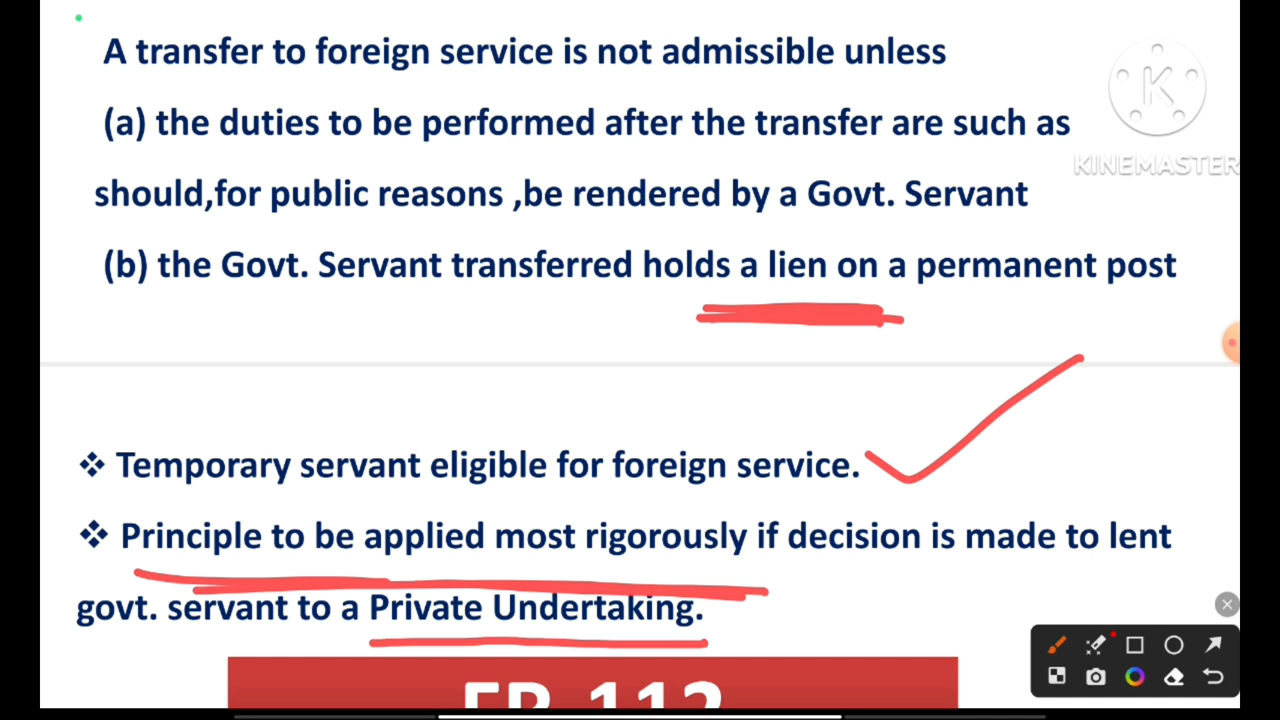 A transfer to foreign service is not admissible unless
(a) the duties to be performed after the transfer are such as
should,for public reasons ,be rendered by a Govt. Servant
(b) the Govt. Servant transferred holds a lien on a permanent post
KINEMASTER
❖ Temporary servant eligible for foreign service.
❖ Principle to be applied most rigorously if decision is made to lent
govt. servant to a Private Undertaking.
FR-112